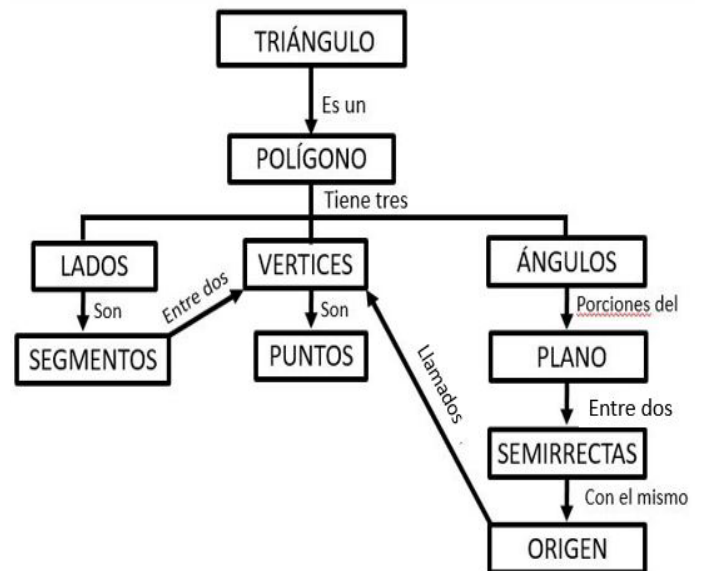 TRIÁNGULO
Es un
POLÍGONO
Tiene tres
LADOS
VERTICES
ÁNGULOS
Son
Entre dos
Son
Porciones del
SEGMENTOS
PUNTOS
PLANO
Llamados
Entre dos
SEMIRRECTAS
Con el mismo
ORIGEN